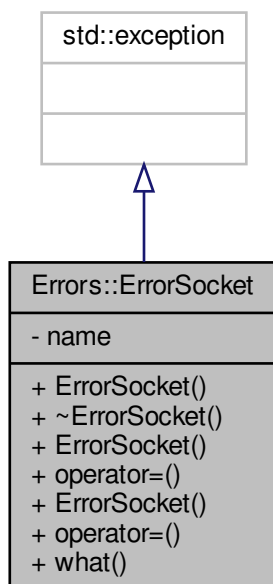 std::exception
Errors::ErrorSocket
- name
+ ErrorSocket()
+ ~ErrorSocket()
+ ErrorSocket()
+ operator=()
+ ErrorSocket()
+ operator=()
+ what()